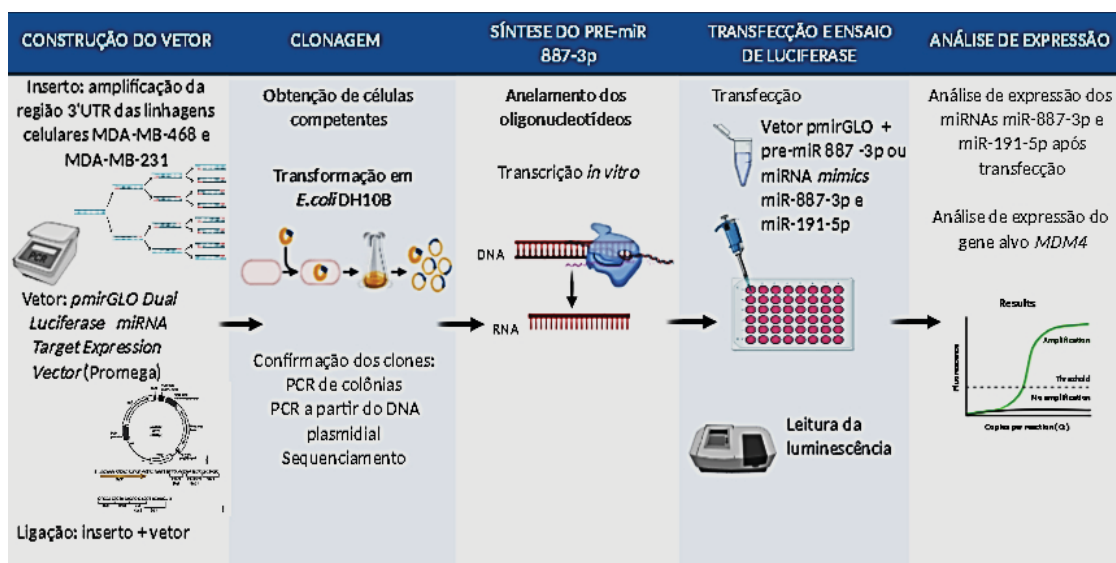 CONSTRUÇÃO DO VETOR
Inserto: amplificação da
região 3'UTR das linhagens
celulares MDA-MB-468 e
MDA-MB-231
PCR
Vetor: pmirGLO Dual
Luciferase miRNA
Target Expression
Vector (Promega)
Ligação: inserto + vetor
CLONAGEM
Obtenção de células
competentes
Transformação em
E.coli DH10B
Confirmação dos clones:
PCR de colônias
PCR a partir do DNA
plasmidial
Sequenciamento
SÍNTESE DO PRE-miR
887-3p
Anelamento dos
oligonucleotídeos
Transcrição in vitro
DNA
RNA
TRANSFECÇÃO E ENSAIO
DE LUCIFERASE
Transfecção
Vetor pmirGLO +
pre-miR 887 -3p ou
miRNA mimics
miR-887-3p e
miR-191-5p
Leitura da
luminescência
ANÁLISE DE EXPRESSÃO
Análise de expressão dos
miRNAs miR-887-3p e
miR-191-5p após
transfecção
Análise de expressão do
gene alvo MDM4
Results
Fluorescence
Amplification
Threshold
No amplification
Copies per reaction (Ct)